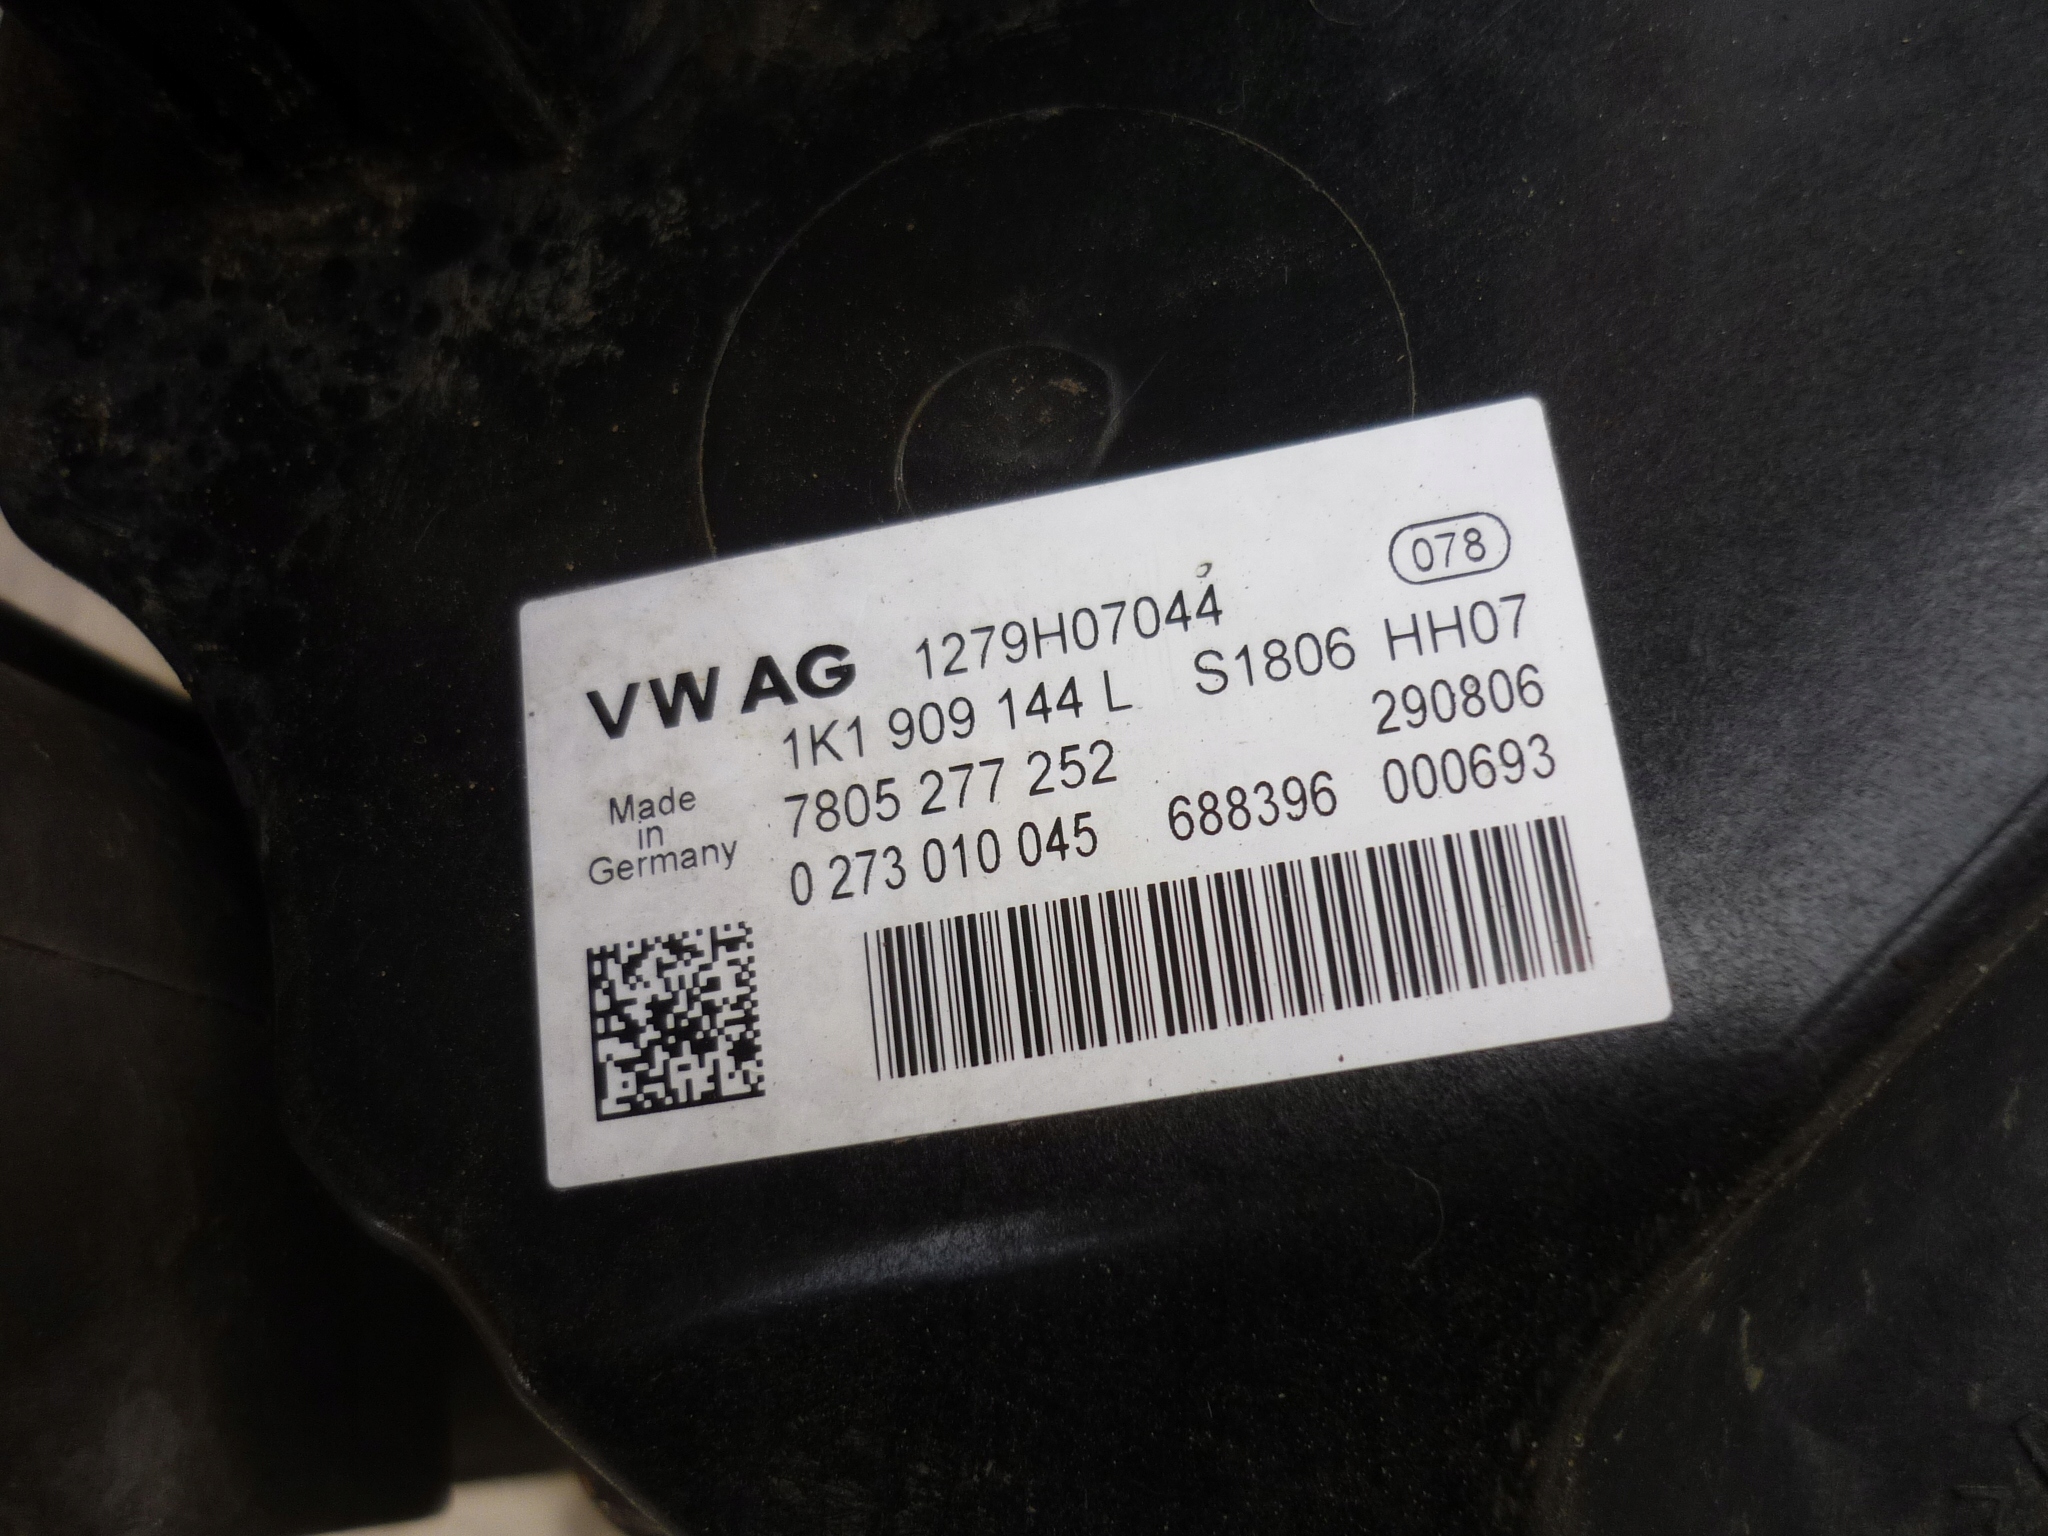 078
VW AG 1279H07044
1K1 909 144 L S1806 HH07
7805 277 252 290806
0 273 010 045 688396 000693
Made
in
Germany